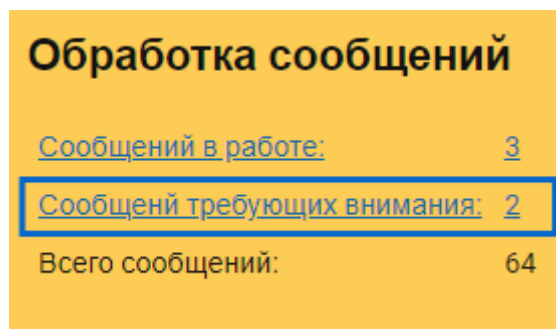 Обработка сообщений
Сообщений в работе: 3
Сообщенй требующих внимания: 2
Всего сообщений: 64